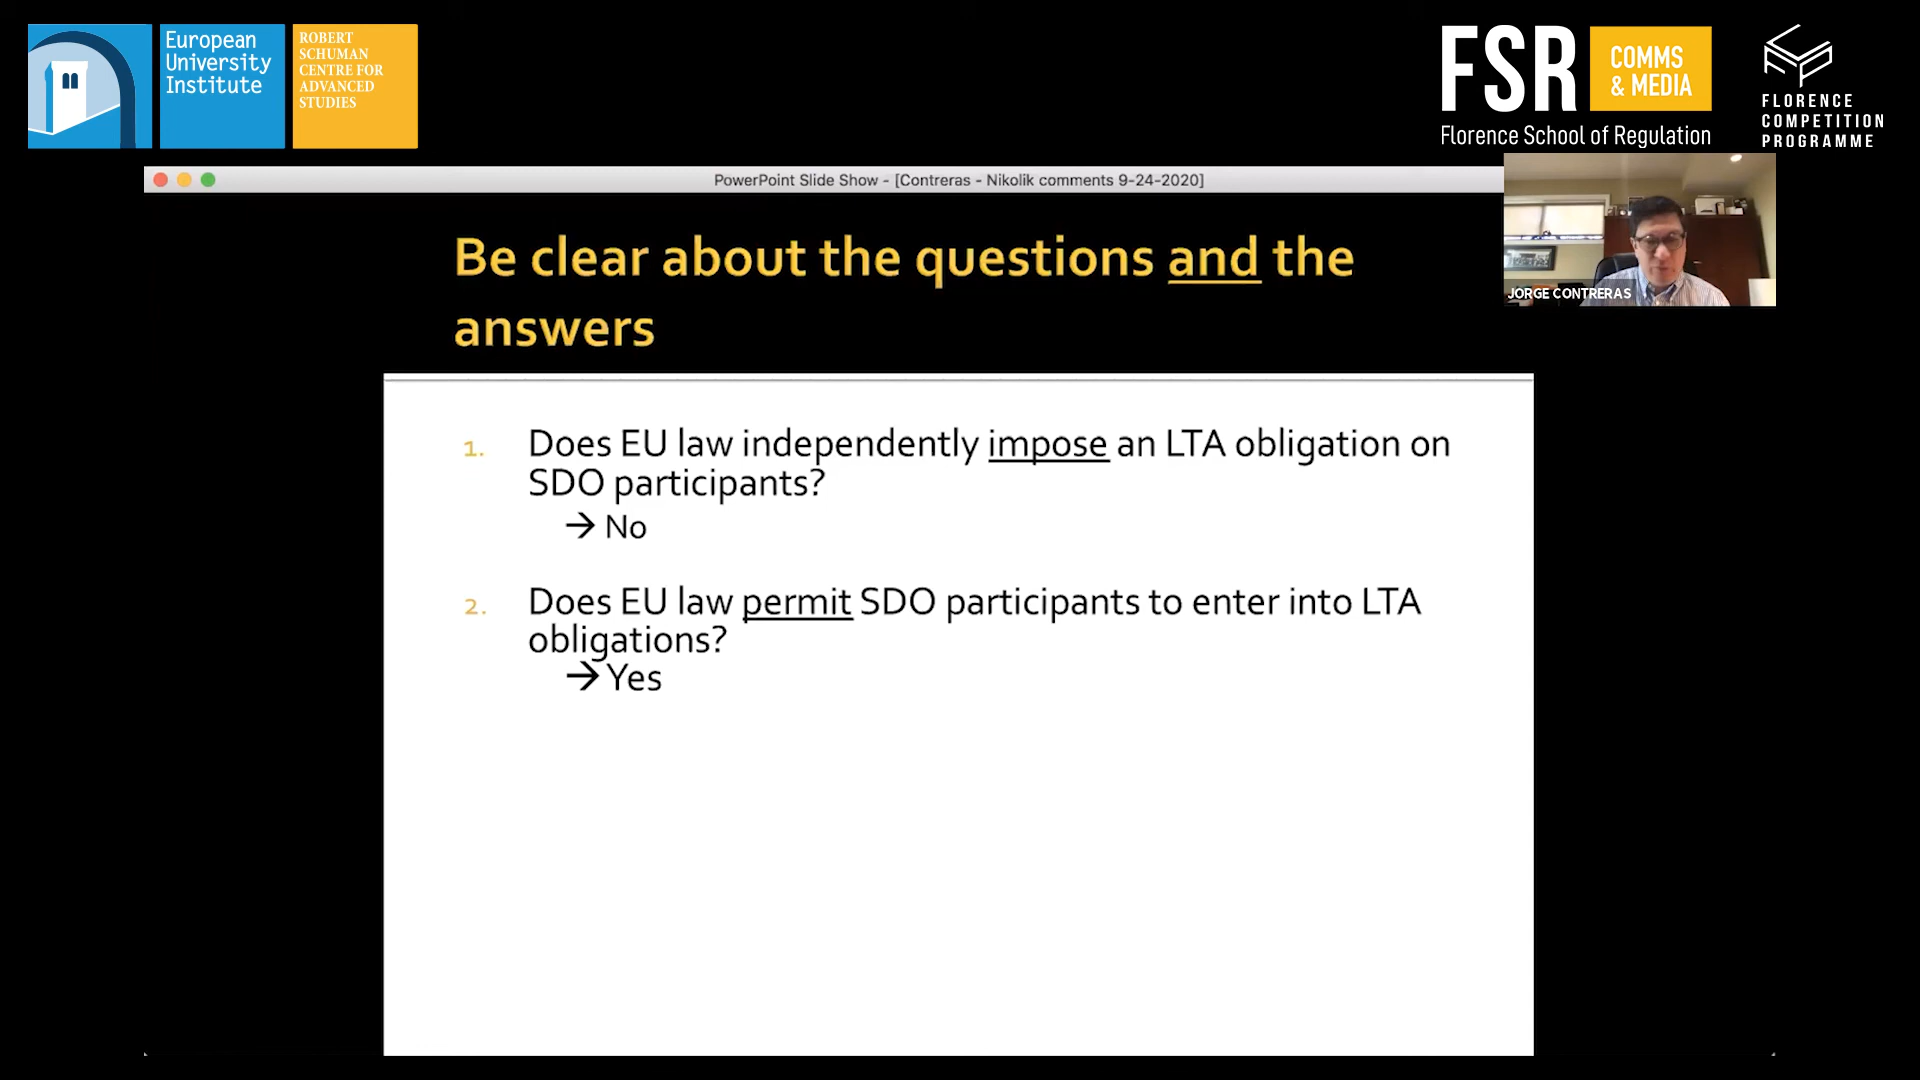 European
University
Institute
ROBERT
SCHUMAN
CENTRE FOR
ADVANCED
STUDIES
FSR
COMMS
& MEDIA
Florence School of Regulation
FLORENCE
COMPETITION
PROGRAMME
PowerPoint Slide Show - [Contreras - Nikolik comments 9-24-2020]
JORGE CONTRERAS
Be clear about the questions and the
answers
1. Does EU law independently impose an LTA obligation on
SDO participants?
→ No
2. Does EU law permit SDO participants to enter into LTA
obligations?
→ Yes